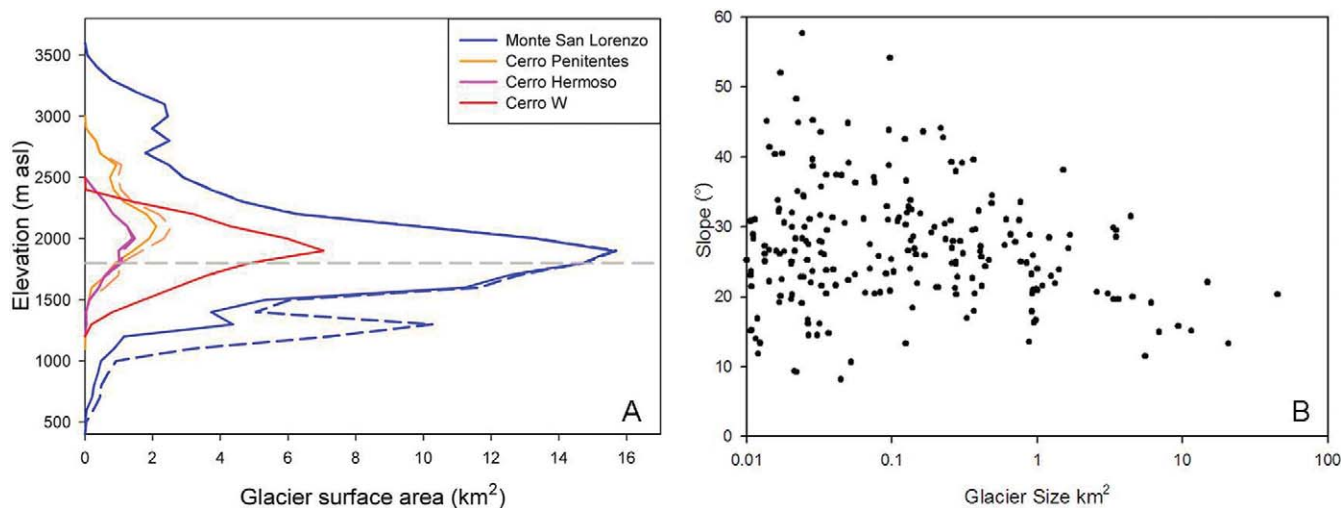 Elevation (m asl)
3500
3000
2500
2000
1500
1000
500
0 2 4 6 8 10 12 14 16
Glacier surface area (km²)
Monte San Lorenzo
Cerro Penitentes
Cerro Hermoso
Cerro W
A
Slope (°)
60
50
40
30
20
10
0
0.01 0.1 1 10 100
Glacier Size km²
B